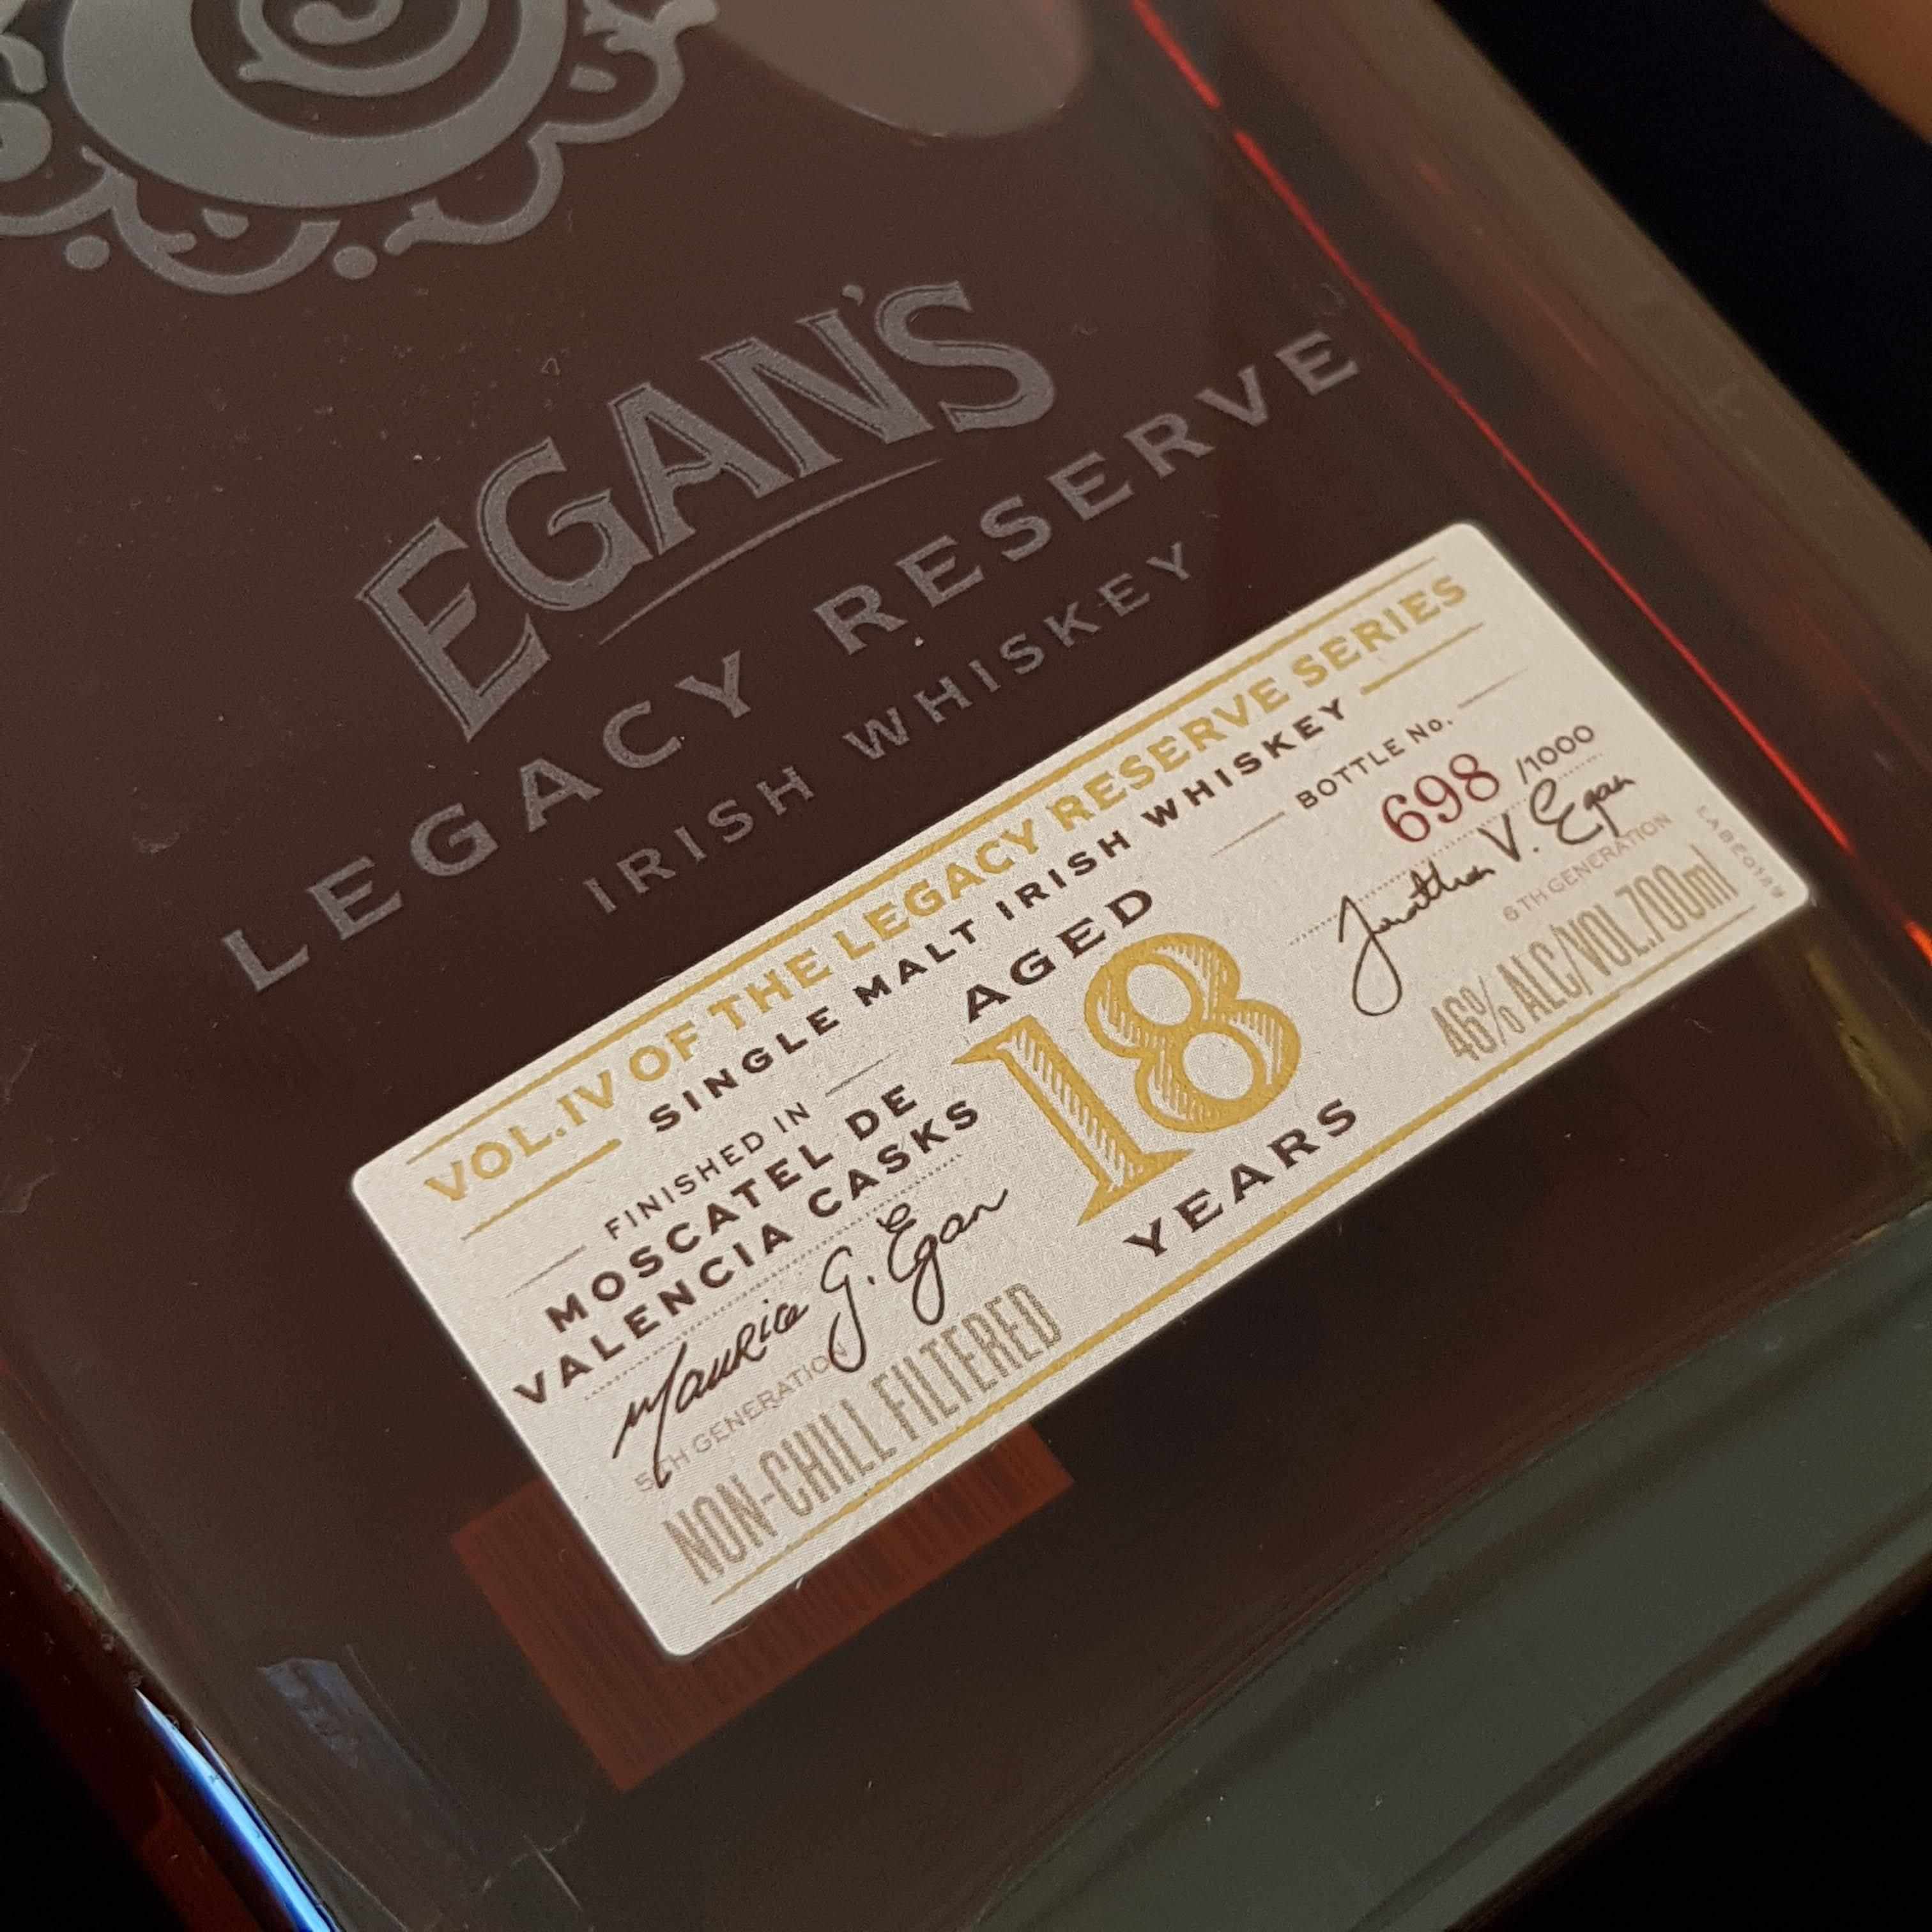 EGAN'S
LEGACY RESERVE
IRISH WHISKEY
VOL.IV OF THE LEGACY RESERVE SERIES
SINGLE MALT IRISH WHISKEY
FINISHED IN
MOSCATEL DE
VALENCIA CASKS
Maurice G. Egan
5TH GENERATION
NON-CHILL FILTERED
AGED
18
YEARS
BOTTLE No.
698 /1000
Jonathan V. Egan
6TH GENERATION
46% ALC/VOL.700ml